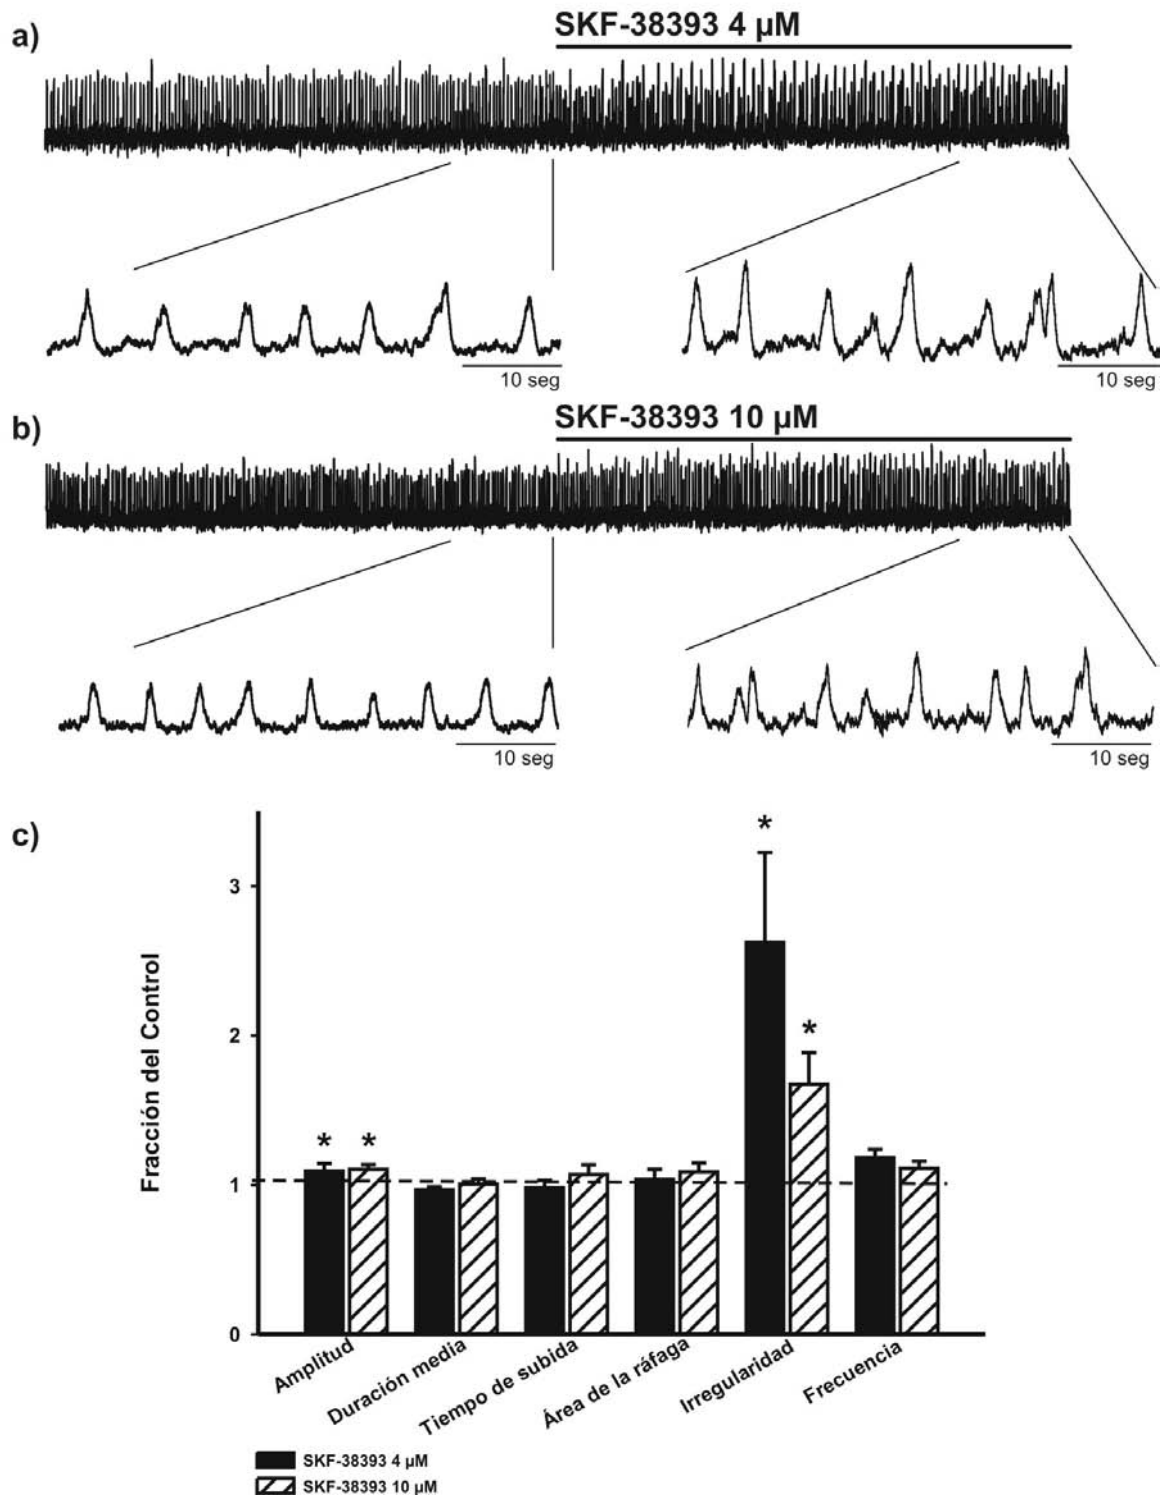 a)
SKF-38393 4 µM
10 seg
10 seg
b)
SKF-38393 10 µM
10 seg
10 seg
c)
Fracción del Control
3
2
1
0
* * * *
Amplitud
Duración media
Tiempo de subida
Área de la ráfaga
Irregularidad
Frecuencia
SKF-38393 4 µM
SKF-38393 10 µM